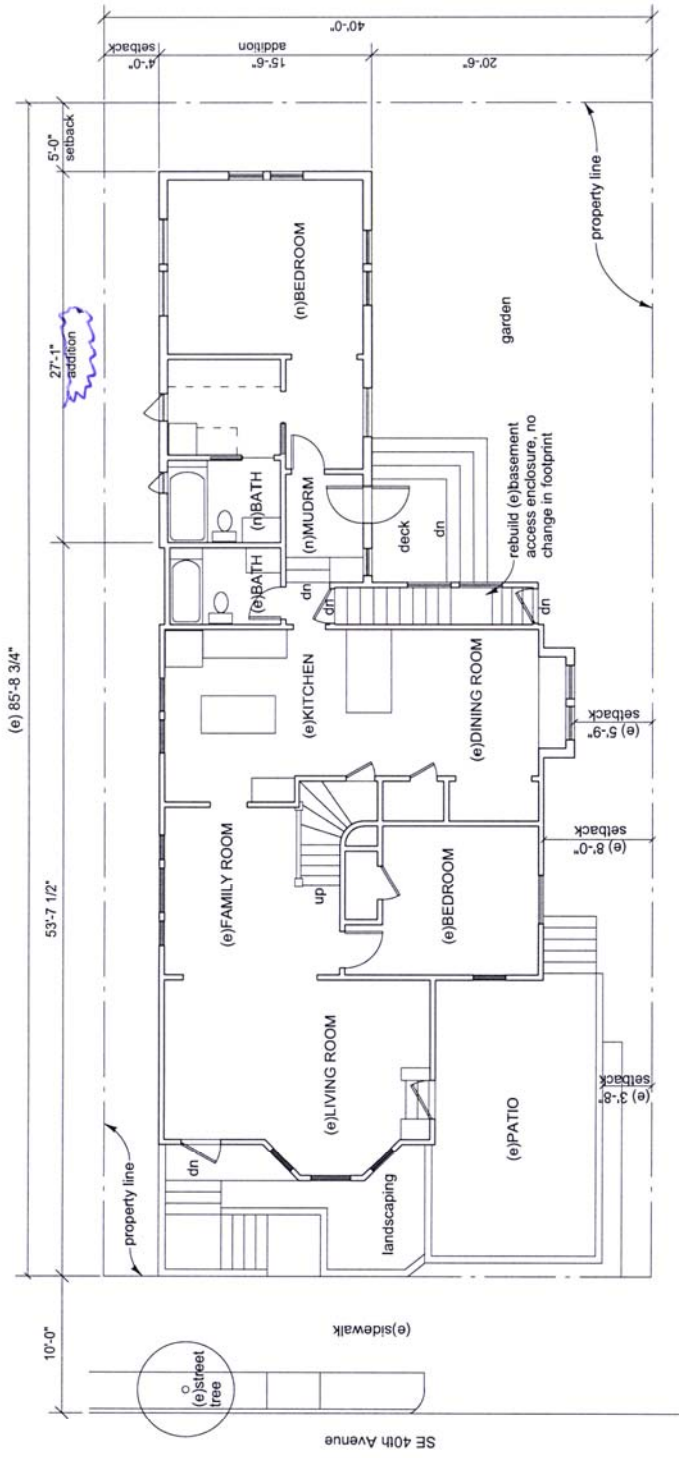 (e) 85'-8 3/4"
10'-0"
53'-7 1/2"
27'-1"
addition
5'-0"
setback
4'-0"
setback
15'-6"
addition
20'-6"
40'-0"
property line
(e)street
tree
(e)sidewalk
SE 40th Avenue
dn
landscaping
(e)LIVING ROOM
(e)PATIO
(e)FAMILY ROOM
up
(e)BEDROOM
(e)KITCHEN
(e)DINING ROOM
(e)BATH
dn
dn
(n)BATH
(n)MUDRM
(n)BEDROOM
deck
dn
dn
rebuild (e)basement
access enclosure, no
change in footprint
garden
property line
(e) 3'-8"
setback
(e) 8'-0"
setback
(e) 5'-9"
setback